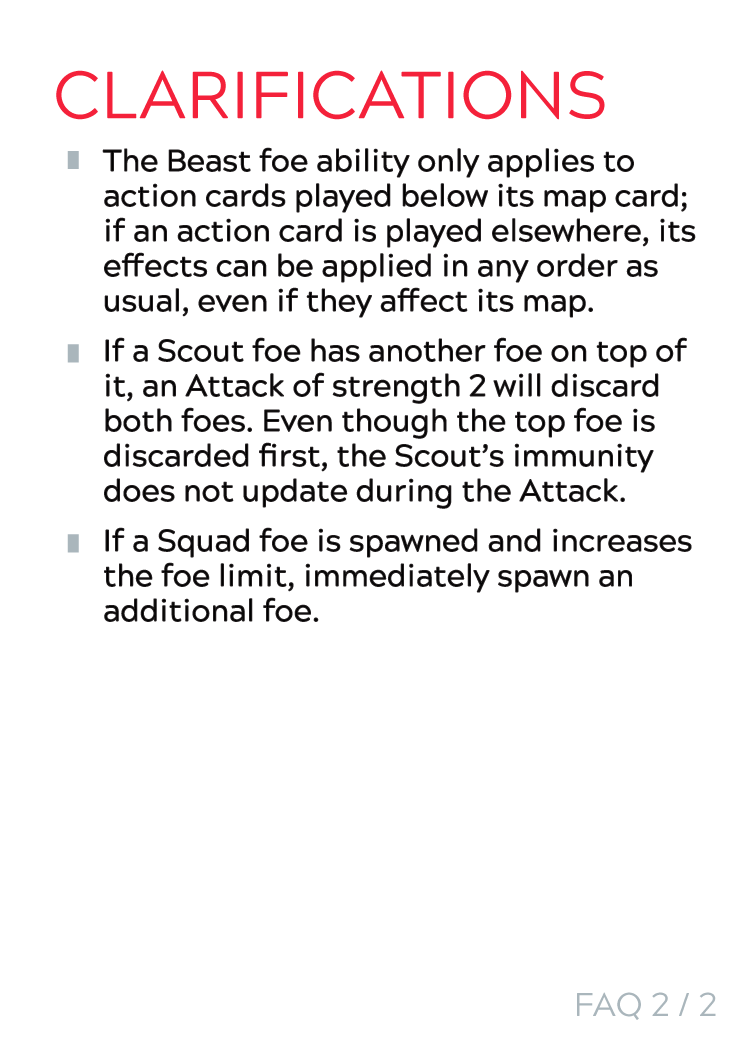 CLARIFICATIONS
The Beast foe ability only applies to
action cards played below its map card;
if an action card is played elsewhere, its
effects can be applied in any order as
usual, even if they affect its map.
If a Scout foe has another foe on top of
it, an Attack of strength 2 will discard
both foes. Even though the top foe is
discarded first, the Scout’s immunity
does not update during the Attack.
If a Squad foe is spawned and increases
the foe limit, immediately spawn an
additional foe.
FAQ 2 / 2